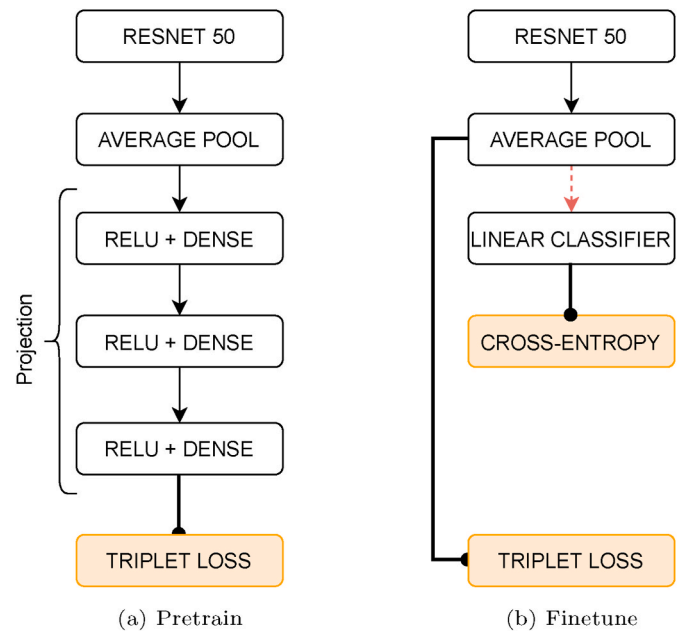 RESNET 50
AVERAGE POOL
RELU + DENSE
RELU + DENSE
RELU + DENSE
Projection
TRIPLET LOSS
(a) Pretrain
RESNET 50
AVERAGE POOL
LINEAR CLASSIFIER
CROSS-ENTROPY
TRIPLET LOSS
(b) Finetune